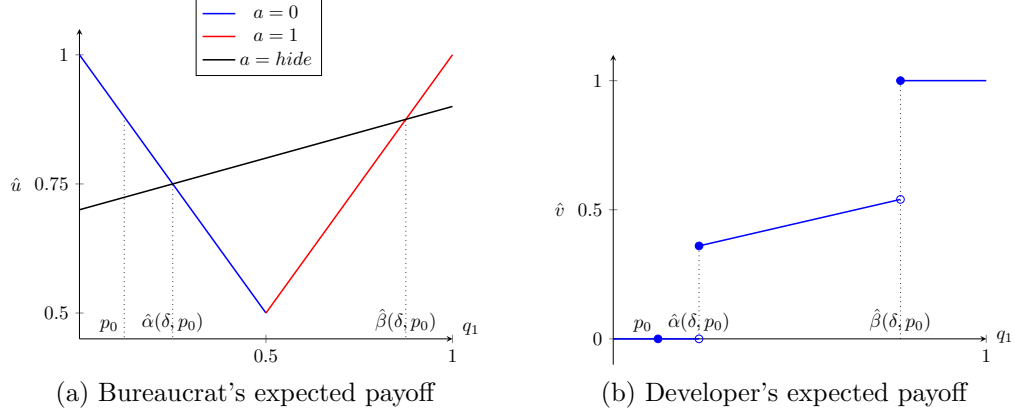 a = 0
a = 1
a = hide
1
0.75
0.5
û
p₀
α̂(δ, p₀)
β̂(δ, p₀)
q₁
0.5
1
(a) Bureaucrat's expected payoff
1
0.5
0
v̂
p₀
α̂(δ, p₀)
β̂(δ, p₀)
q₁
1
(b) Developer's expected payoff